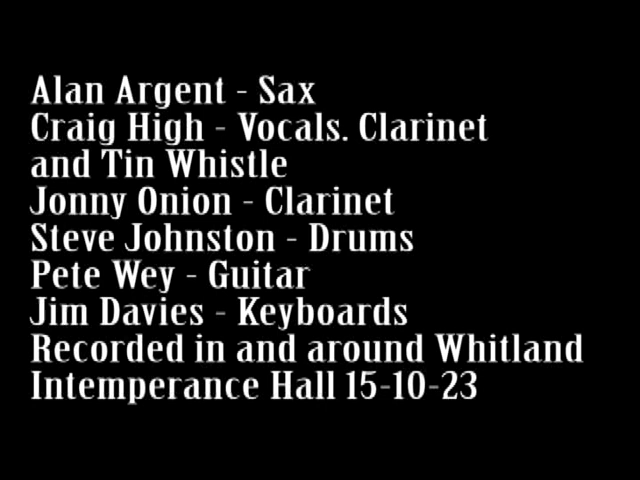 Alan Argent - Sax
Craig High - Vocals. Clarinet
and Tin Whistle
Jonny Onion - Clarinet
Steve Johnston - Drums
Pete Wey - Guitar
Jim Davies - Keyboards
Recorded in and around Whitland
Intemperance Hall 15-10-23